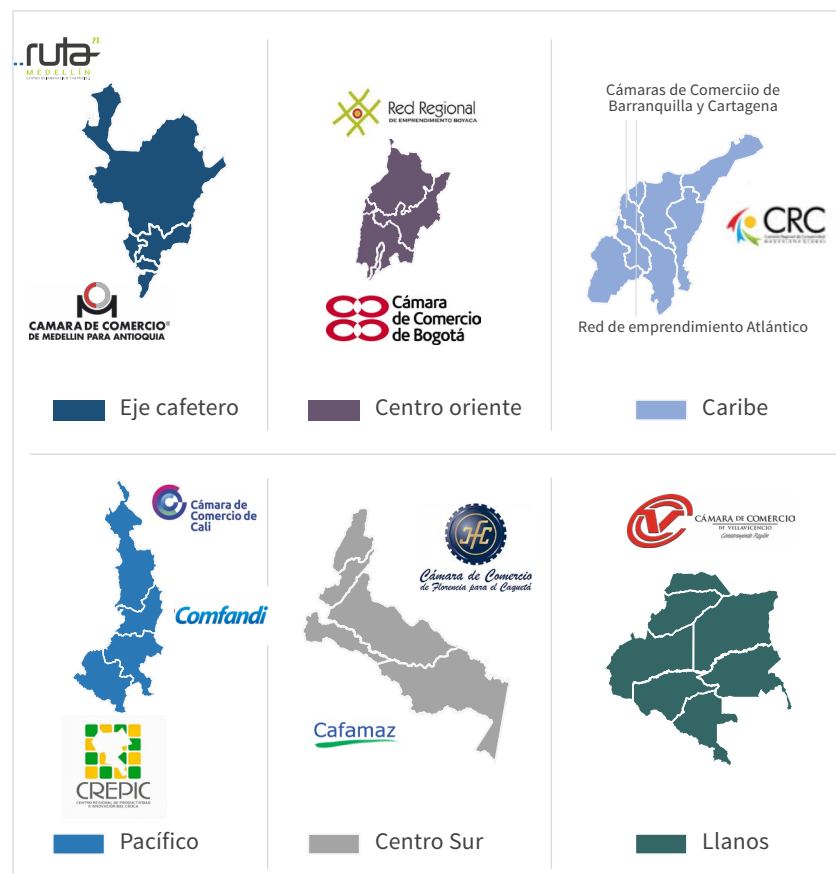 ruta n
MEDELLÍN
Red Regional
DE EMPRENDIMIENTO BOYACA
Cámaras de Comerciio de
Barranquilla y Cartagena
CRC
CAMARA DE COMERCIO
DE MEDELLIN PARA ANTIOQUIA
Cámara
de Comercio
de Bogotá
Red de emprendimiento Atlántico
Eje cafetero
Centro oriente
Caribe
Cámara de
Comercio de
Cali
Comfandi
CREPIC
CENTRO REGIONAL DE PRODUCTIVIDAD
E INNOVACIÓN DEL CAUCA
JFC
Cámara de Comercio
de Florencia para el Caquetá
Cafamaz
CÁMARA DE COMERCIO
DE VILLAVICENCIO
Construyendo Región
Pacífico
Centro Sur
Llanos